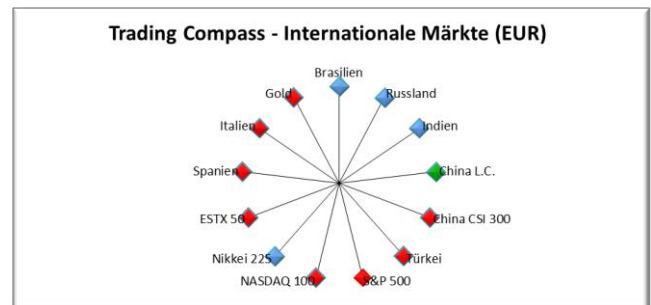 Trading Compass - Internationale Märkte (EUR)
Brasilien
Gold
Russland
Italien
Indien
Spanien
China L.C.
ESTX 50
China CSI 300
Nikkei 225
Türkei
NASDAQ 100
S&P 500